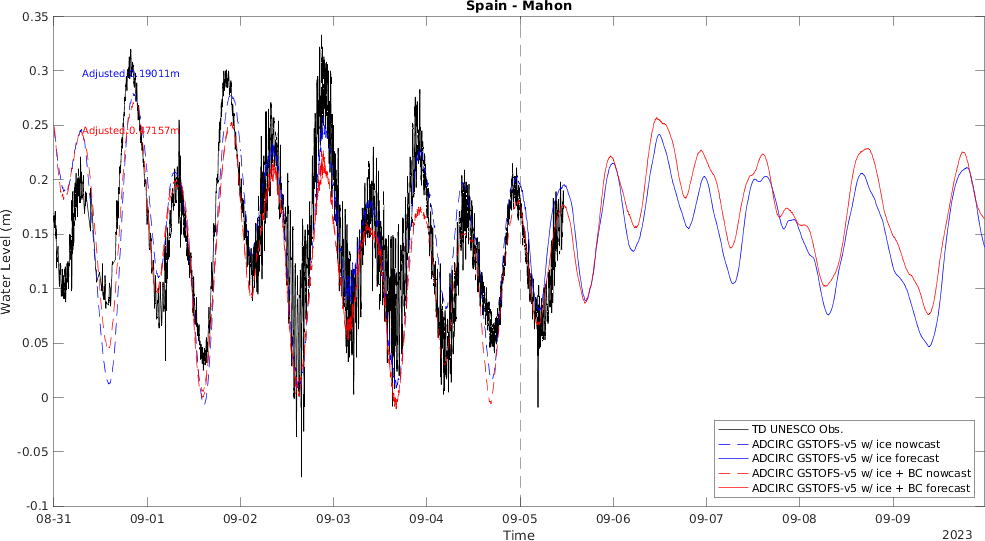 Spain - Mahon
0.35
0.3
0.25
0.2
0.15
0.1
0.05
0
-0.05
-0.1
Water Level (m)
Adjusted:
19011m
Adjusted:0.
7157m
TD UNESCO Obs.
ADCIRC GSTOFS-v5 w/ ice nowcast
ADCIRC GSTOFS-v5 w/ ice forecast
ADCIRC GSTOFS-v5 w/ ice + BC nowcast
ADCIRC GSTOFS-v5 w/ ice + BC forecast
08-31
09-01
09-02
09-03
09-04
09-05
09-06
09-07
09-08
09-09
Time
2023